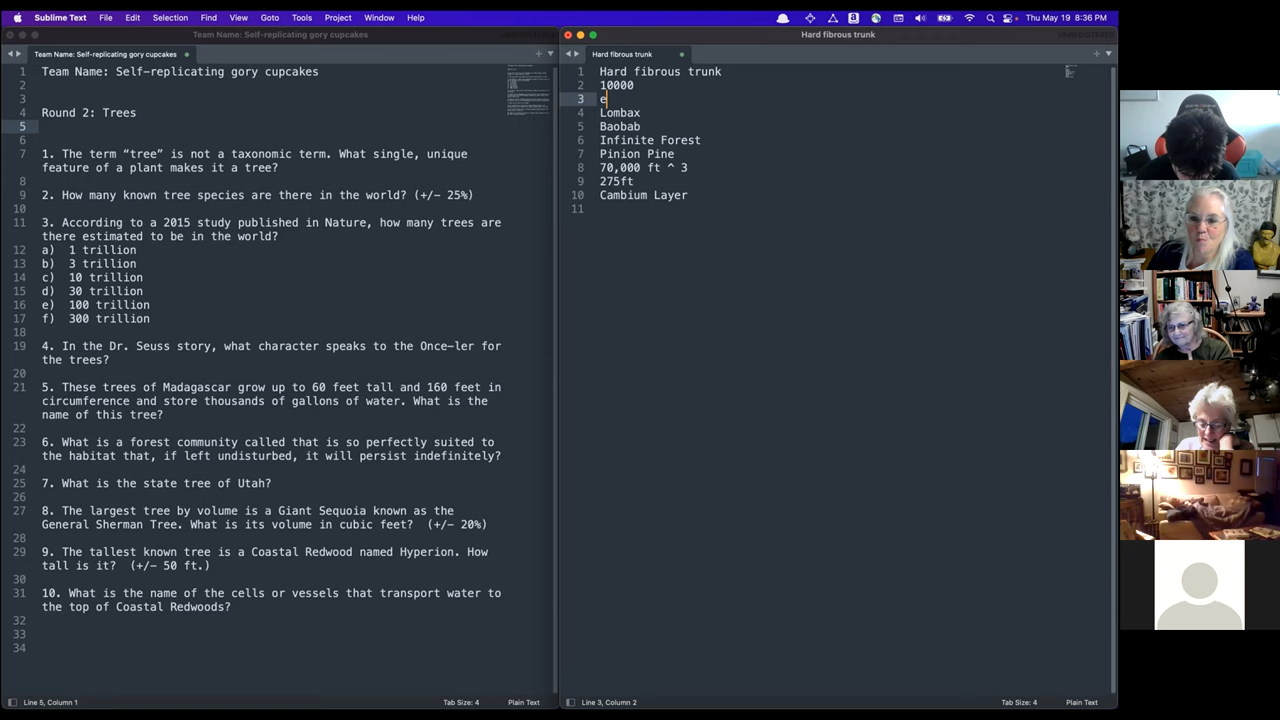 Sublime Text File Edit Selection Find View Goto Tools Project Window Help Thu May 19 8:36 PM
Team Name: Self-replicating gory cupcakes UNREGISTERED
Team Name: Self-replicating gory cupcakes
1 Team Name: Self-replicating gory cupcakes
2
3
4 Round 2: Trees
5
6
7 1. The term “tree” is not a taxonomic term. What single, unique
feature of a plant makes it a tree?
8
9 2. How many known tree species are there in the world? (+/- 25%)
10
11 3. According to a 2015 study published in Nature, how many trees are
there estimated to be in the world?
12 a) 1 trillion
13 b) 3 trillion
14 c) 10 trillion
15 d) 30 trillion
16 e) 100 trillion
17 f) 300 trillion
18
19 4. In the Dr. Seuss story, what character speaks to the Once-ler for
the trees?
20
21 5. These trees of Madagascar grow up to 60 feet tall and 160 feet in
circumference and store thousands of gallons of water. What is the
name of this tree?
22
23 6. What is a forest community called that is so perfectly suited to
the habitat that, if left undisturbed, it will persist indefinitely?
24
25 7. What is the state tree of Utah?
26
27 8. The largest tree by volume is a Giant Sequoia known as the
General Sherman Tree. What is its volume in cubic feet? (+/- 20%)
28
29 9. The tallest known tree is a Coastal Redwood named Hyperion. How
tall is it? (+/- 50 ft.)
30
31 10. What is the name of the cells or vessels that transport water to
the top of Coastal Redwoods?
32
33
34
Line 5, Column 1 Tab Size: 4 Plain Text
Hard fibrous trunk UNREGISTERED
Hard fibrous trunk
1 Hard fibrous trunk
2 10000
3 e
4 Lombax
5 Baobab
6 Infinite Forest
7 Pinion Pine
8 70,000 ft ^ 3
9 275ft
10 Cambium Layer
11
Line 3, Column 2 Tab Size: 4 Plain Text